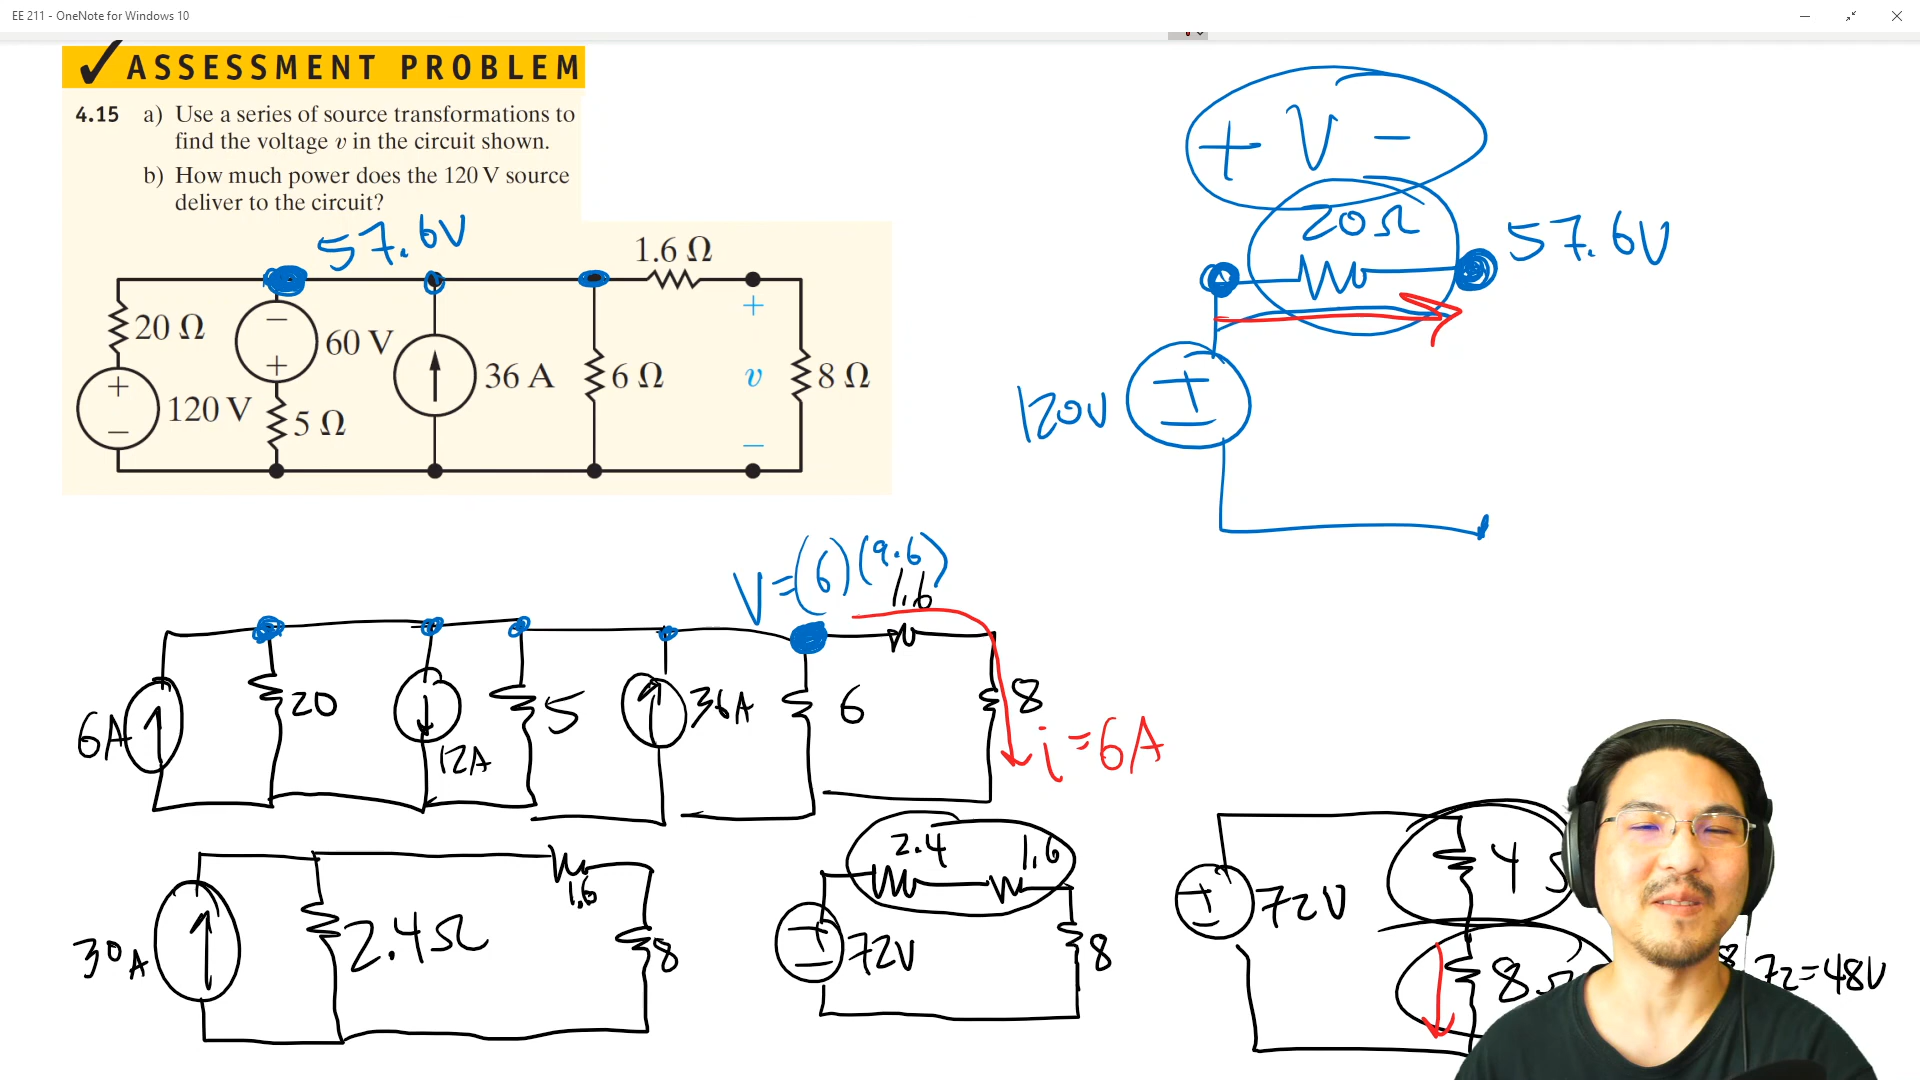 EE 211 - OneNote for Windows 10
ASSESSMENT PROBLEM
4.15 a) Use a series of source transformations to
find the voltage v in the circuit shown.
b) How much power does the 120 V source
deliver to the circuit?
57.6V
1.6 Ω
20 Ω
−
60 V
+
+
120 V
−
5 Ω
36 A
6 Ω
+
v
−
8 Ω
+ V −
20Ω
57.6V
120V
+
−
V=(6)(9.6)
1.6
6A
20
12A
5
36A
6
8
i=6A
30A
2.4Ω
1.6
8
2.4
1.6
+
−
72V
8
+
−
72V
4
8Ω
8
72=48V